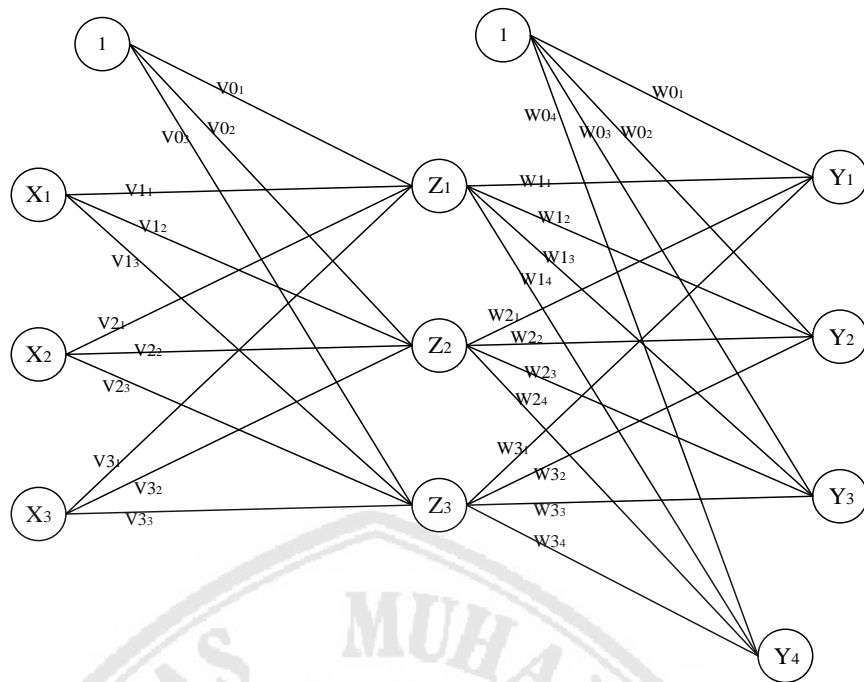 1
1
V0₁
W0₁
W0₄
V0₃
V0₂
W0₃
W0₂
X₁
V1₁
Z₁
W1₁
Y₁
V1₂
W1₂
V1₃
W1₃
W1₄
V2₁
W2₁
X₂
V2₂
Z₂
W2₂
Y₂
V2₃
W2₃
W2₄
V3₁
W3₁
V3₂
W3₂
X₃
V3₃
Z₃
W3₃
Y₃
W3₄
Y₄
AS MUHA